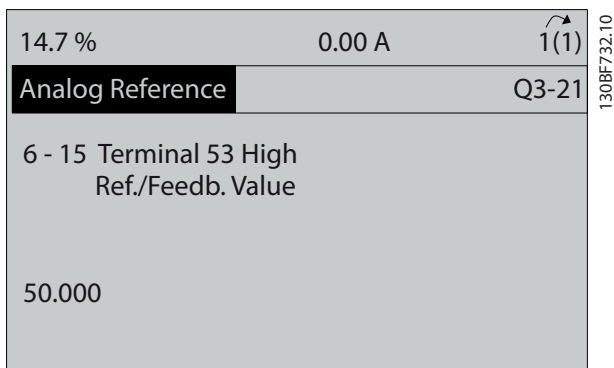 14.7 % 0.00 A 1(1)
Analog Reference Q3-21
6 - 15 Terminal 53 High
Ref./Feedb. Value
50.000
130BF732.10